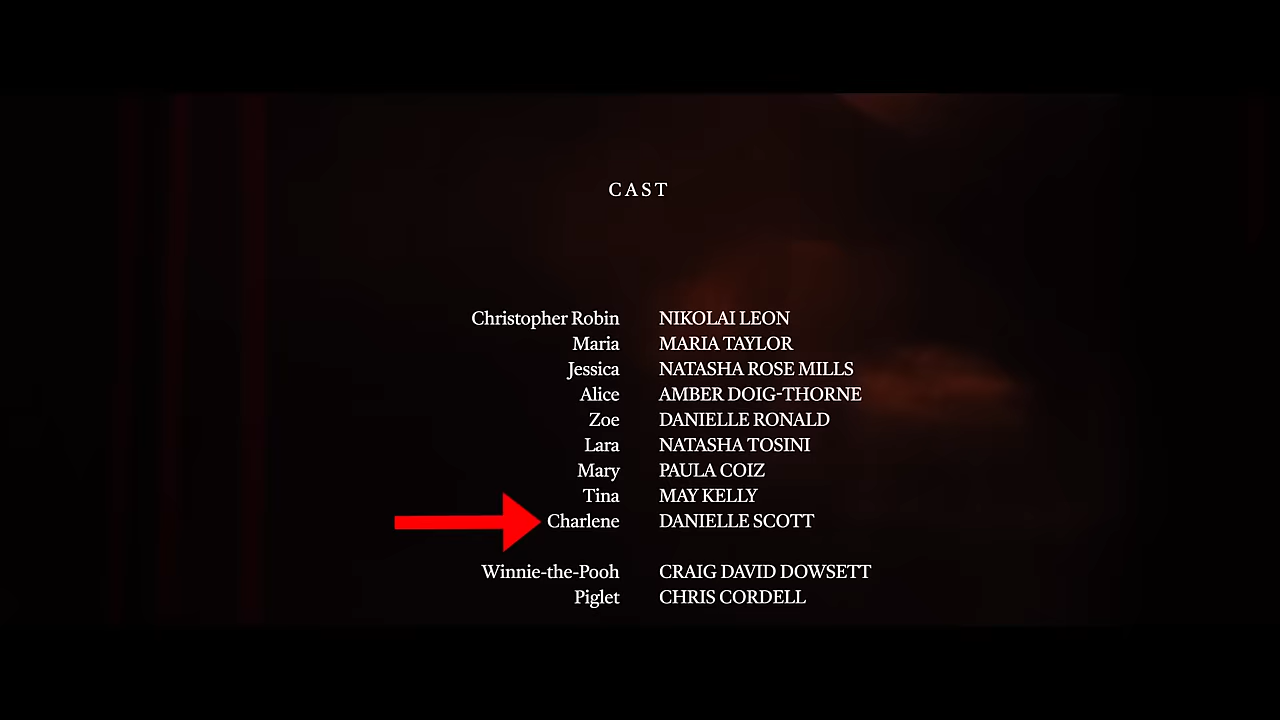 CAST
Christopher Robin NIKOLAI LEON
Maria MARIA TAYLOR
Jessica NATASHA ROSE MILLS
Alice AMBER DOIG-THORNE
Zoe DANIELLE RONALD
Lara NATASHA TOSINI
Mary PAULA COIZ
Tina MAY KELLY
Charlene DANIELLE SCOTT
Winnie-the-Pooh CRAIG DAVID DOWSETT
Piglet CHRIS CORDELL